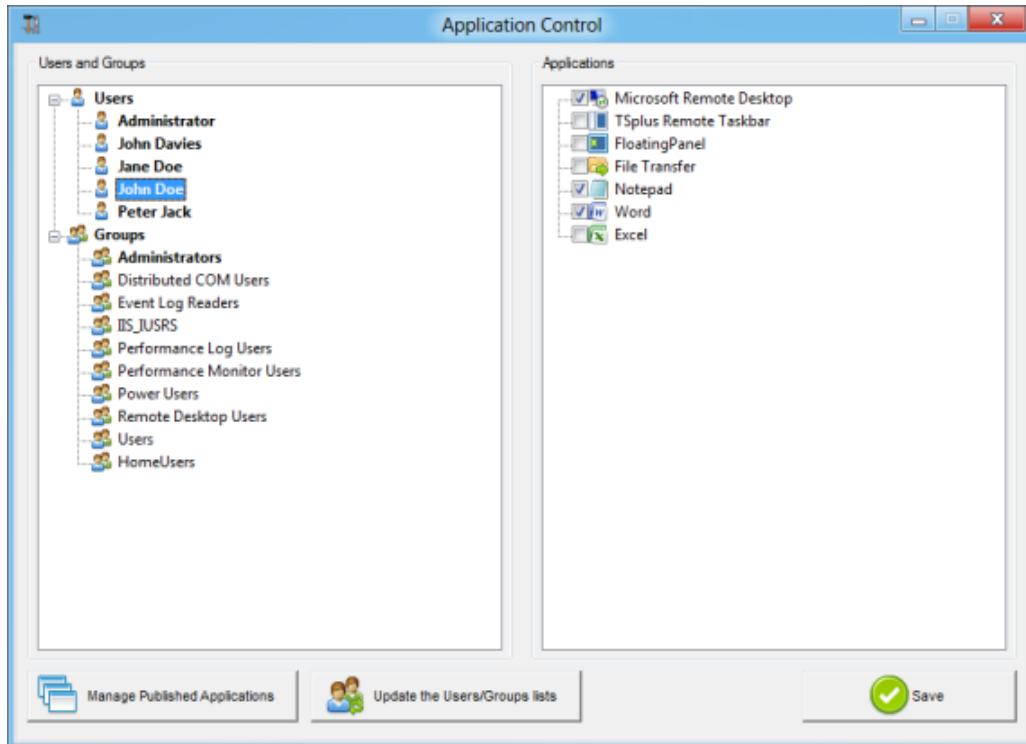 Application Control
Users and Groups
Users
Administrator
John Davies
Jane Doe
John Doe
Peter Jack
Groups
Administrators
Distributed COM Users
Event Log Readers
IIS_IUSRS
Performance Log Users
Performance Monitor Users
Power Users
Remote Desktop Users
Users
HomeUsers
Applications
Microsoft Remote Desktop
TSplus Remote Taskbar
FloatingPanel
File Transfer
Notepad
Word
Excel
Manage Published Applications
Update the Users/Groups lists
Save